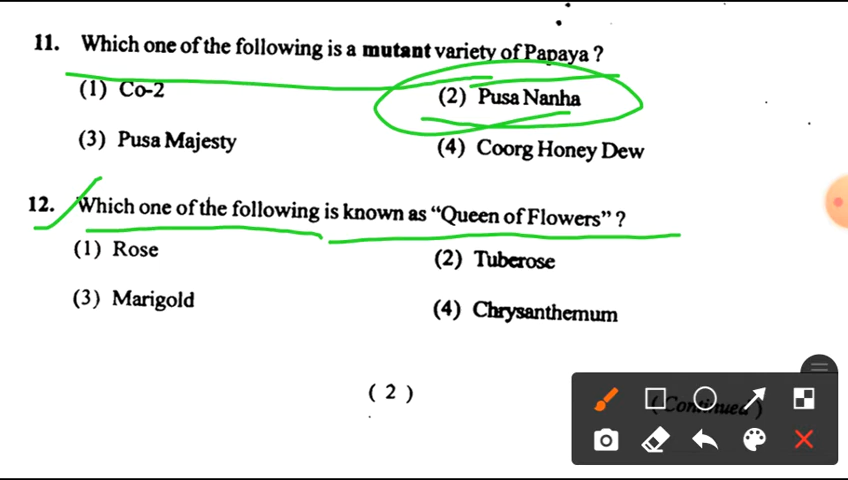 11. Which one of the following is a mutant variety of Papaya ?
(1) Co-2 (2) Pusa Nanha
(3) Pusa Majesty (4) Coorg Honey Dew
12. Which one of the following is known as “Queen of Flowers” ?
(1) Rose (2) Tuberose
(3) Marigold (4) Chrysanthemum
( 2 )
(Continued)